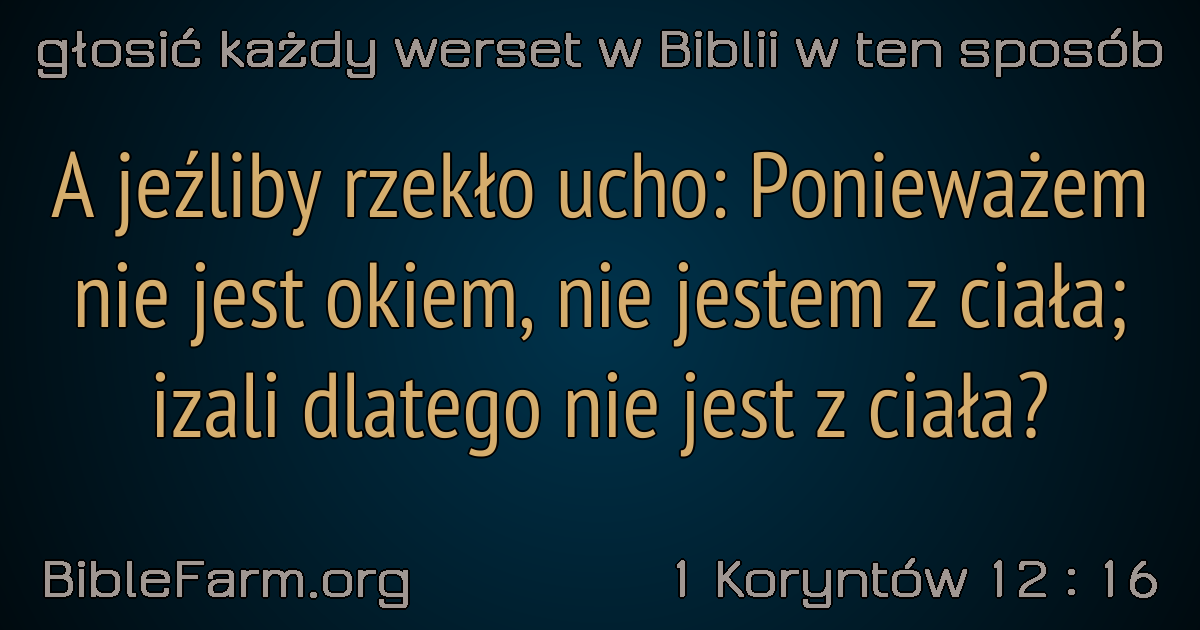 głosić każdy werset w Biblii w ten sposób
A jeźliby rzekło ucho: Ponieważem
nie jest okiem, nie jestem z ciała;
izali dlatego nie jest z ciała?
BibleFarm.org
1 Koryntów 12 : 16